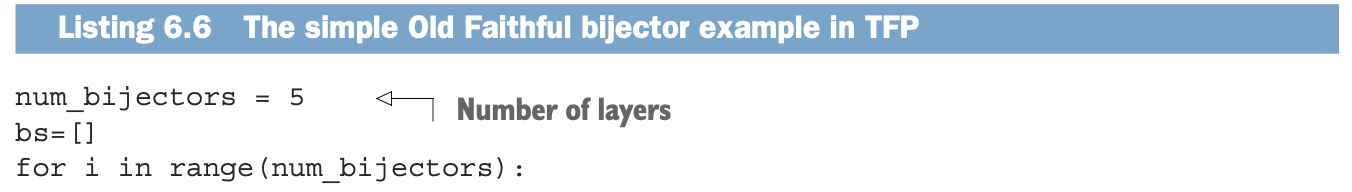 Listing 6.6 The simple Old Faithful bijector example in TFP
num_bijectors = 5 Number of layers
bs=[]
for i in range(num_bijectors):